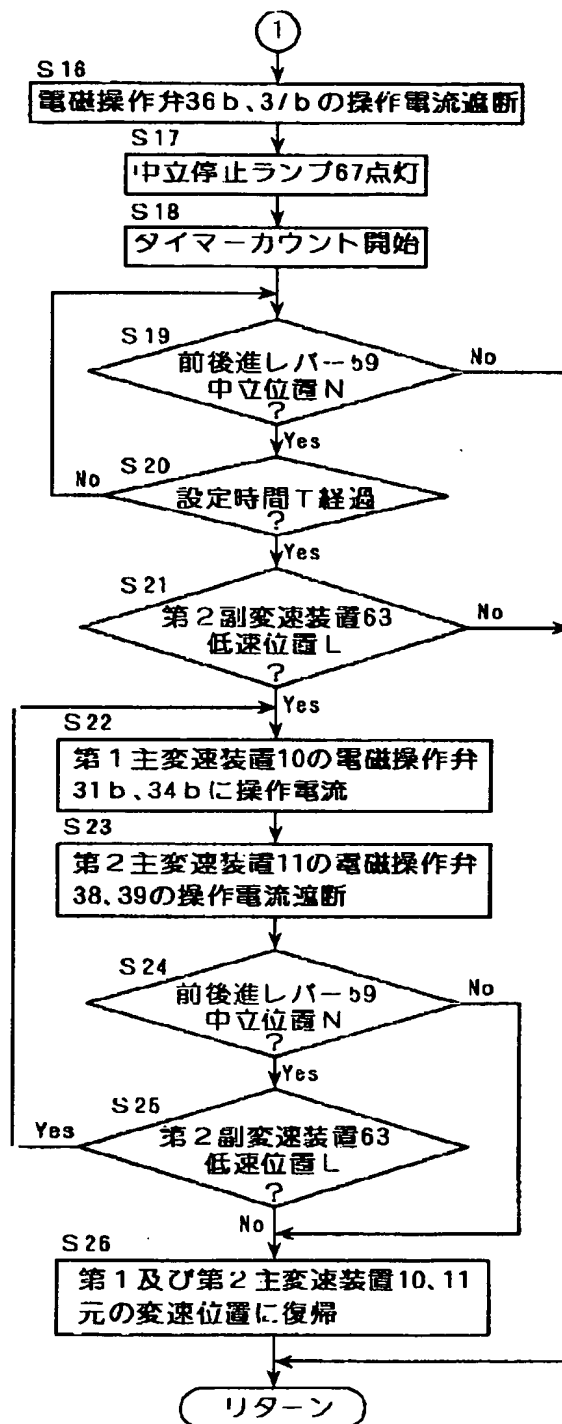 1
S16
電磁操作弁36b、37bの操作電流遮断
S17
中立停止ランプ67点灯
S18
タイマーカウント開始
S19
前後進レバー59
中立位置N
?
No
Yes
S20
No
設定時間T経過
?
Yes
S21
第2副変速装置63
低速位置L
?
No
Yes
S22
第1主変速装置10の電磁操作弁
31b、34bに操作電流
S23
第2主変速装置11の電磁操作弁
38、39の操作電流遮断
S24
前後進レバー59
中立位置N
?
No
Yes
S25
Yes
第2副変速装置63
低速位置L
?
No
S26
第1及び第2主変速装置10、11
元の変速位置に復帰
リターン